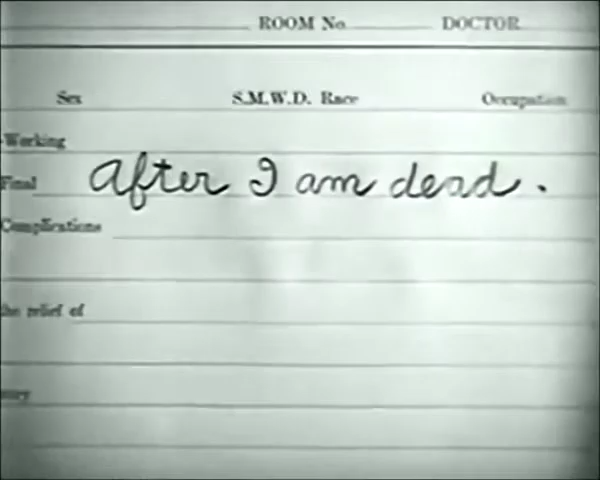 ROOM No. DOCTOR
Sex S.M.W.D. Race Occupation
Working
Final After I am dead.
Complications
the relief of